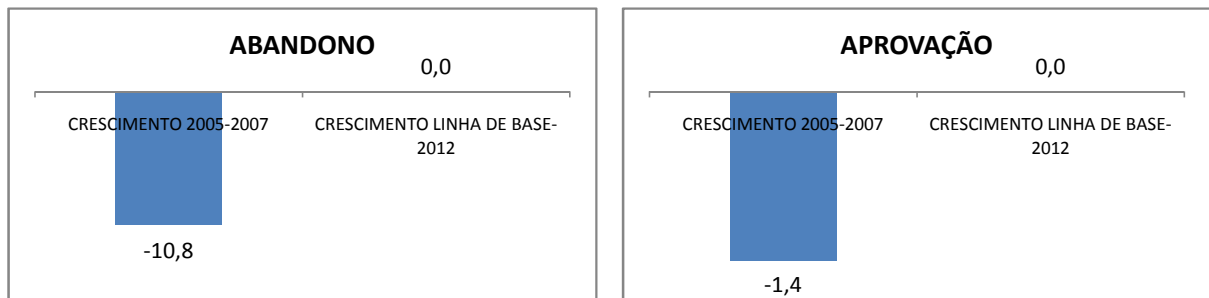 ABANDONO
0,0
CRESCIMENTO 2005-2007
CRESCIMENTO LINHA DE BASE-
2012
-10,8
APROVAÇÃO
0,0
CRESCIMENTO 2005-2007
CRESCIMENTO LINHA DE BASE-
2012
-1,4